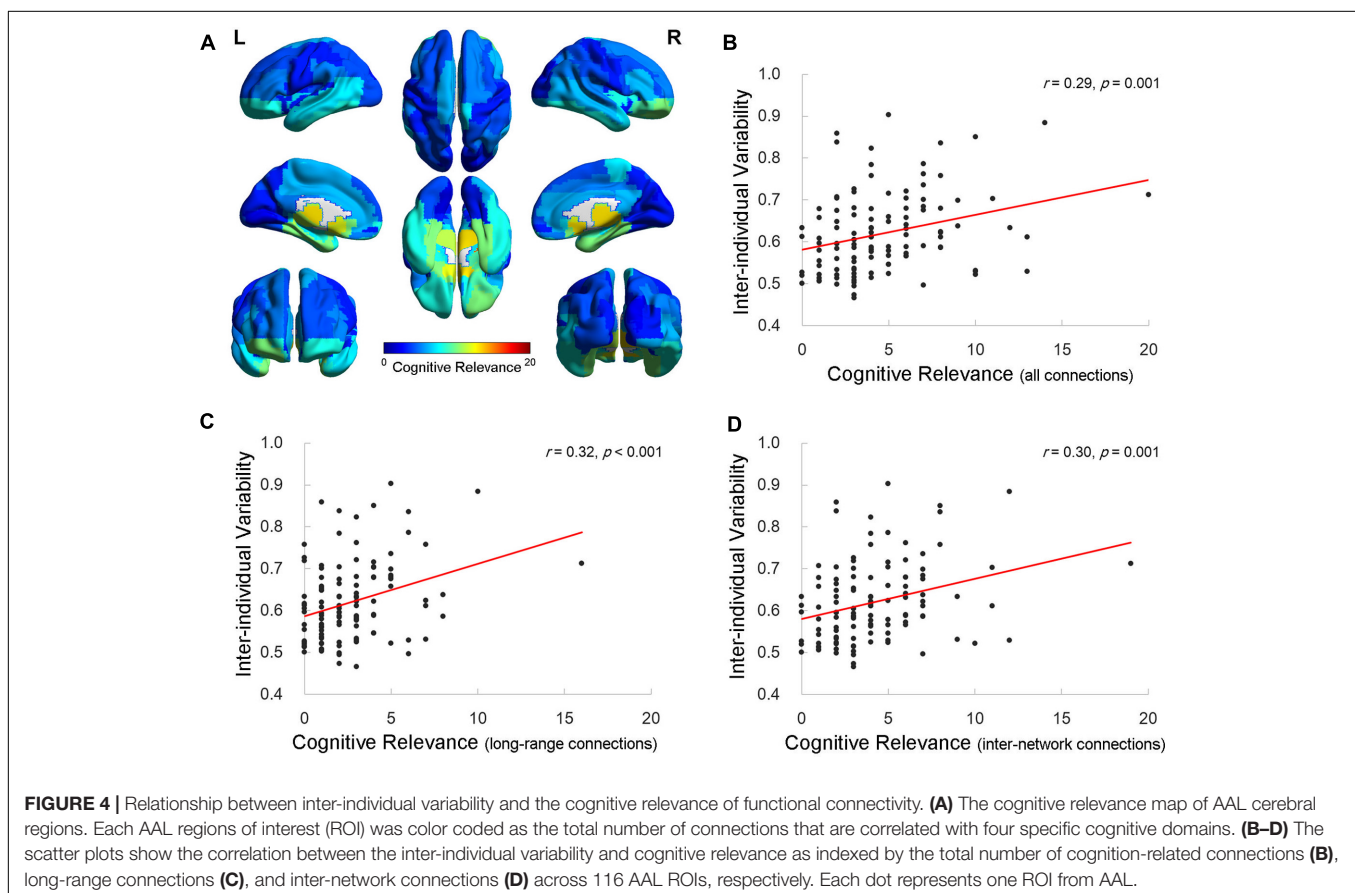 A L R
0 20
Cognitive Relevance
B
r = 0.29, p = 0.001
Inter-individual Variability
1.0
0.9
0.8
0.7
0.6
0.5
0.4
0 5 10 15 20
Cognitive Relevance (all connections)
C
r = 0.32, p < 0.001
Inter-individual Variability
1.0
0.9
0.8
0.7
0.6
0.5
0.4
0 5 10 15 20
Cognitive Relevance (long-range connections)
D
r = 0.30, p = 0.001
Inter-individual Variability
1.0
0.9
0.8
0.7
0.6
0.5
0.4
0 5 10 15 20
Cognitive Relevance (inter-network connections)
FIGURE 4 | Relationship between inter-individual variability and the cognitive relevance of functional connectivity. (A) The cognitive relevance map of AAL cerebral
regions. Each AAL regions of interest (ROI) was color coded as the total number of connections that are correlated with four specific cognitive domains. (B–D) The
scatter plots show the correlation between the inter-individual variability and cognitive relevance as indexed by the total number of cognition-related connections (B),
long-range connections (C), and inter-network connections (D) across 116 AAL ROIs, respectively. Each dot represents one ROI from AAL.